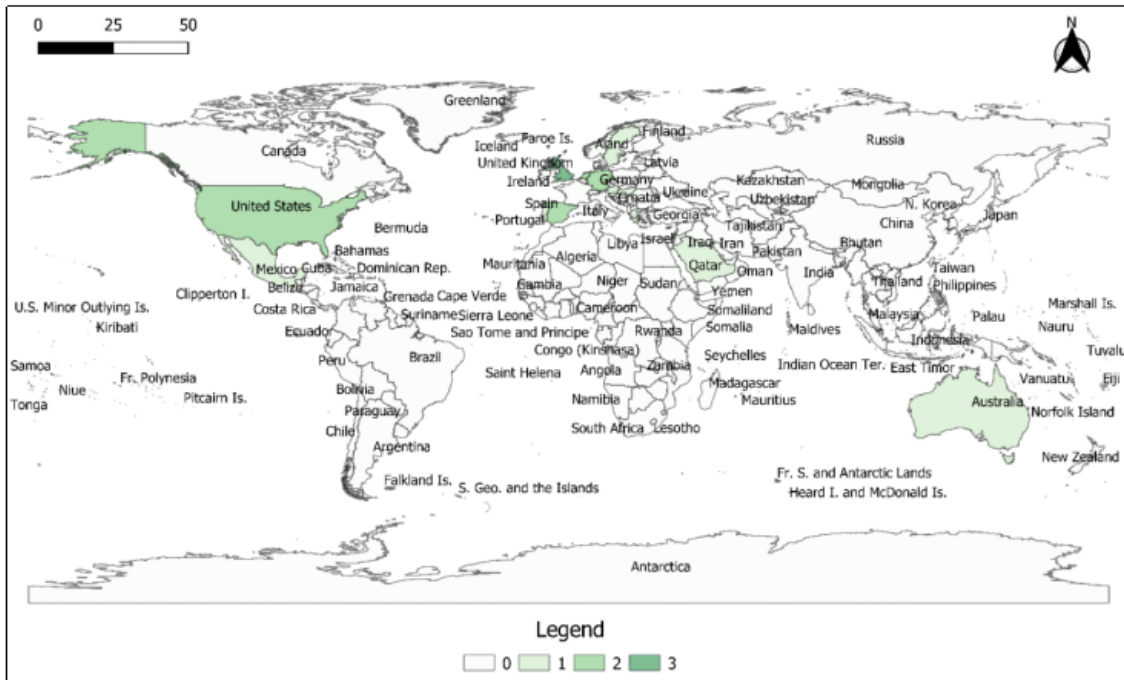 0 25 50
N
Greenland
Faroe Is.
Iceland
Finland
Aland
Russia
Canada
United Kingdom
Latvia
Ireland
Germany
Kazakhstan
Mongolia
Ukraine
Croatia
Uzbekistan
N. Korea
United States
Spain
Portugal
Italy
Georgia
Japan
China
Tajikistan
Bermuda
Israel
Iraq
Iran
Libya
Bhutan
Bahamas
Algeria
Pakistan
Mexico
Cuba
Dominican Rep.
Mauritania
Qatar
Oman
India
Taiwan
Niger
Sudan
Thailand
Philippines
Belize
Jamaica
Gambia
Yemen
Clipperton I.
Grenada
Cape Verde
U.S. Minor Outlying Is.
Costa Rica
Suriname
Sierra Leone
Cameroon
Somaliland
Malaysia
Marshall Is.
Palau
Kiribati
Ecuador
Sao Tome and Principe
Rwanda
Somalia
Maldives
Nauru
Indonesia
Peru
Brazil
Congo (Kinshasa)
Seychelles
Tuvalu
Samoa
Saint Helena
Angola
Zambia
Indian Ocean Ter.
East Timor
Fr. Polynesia
Niue
Bolivia
Madagascar
Vanuatu
Fiji
Pitcairn Is.
Namibia
Mauritius
Australia
Tonga
Paraguay
Norfolk Island
Chile
South Africa
Lesotho
Argentina
New Zealand
Fr. S. and Antarctic Lands
Falkland Is.
S. Geo. and the Islands
Heard I. and McDonald Is.
Antarctica
Legend
0 1 2 3